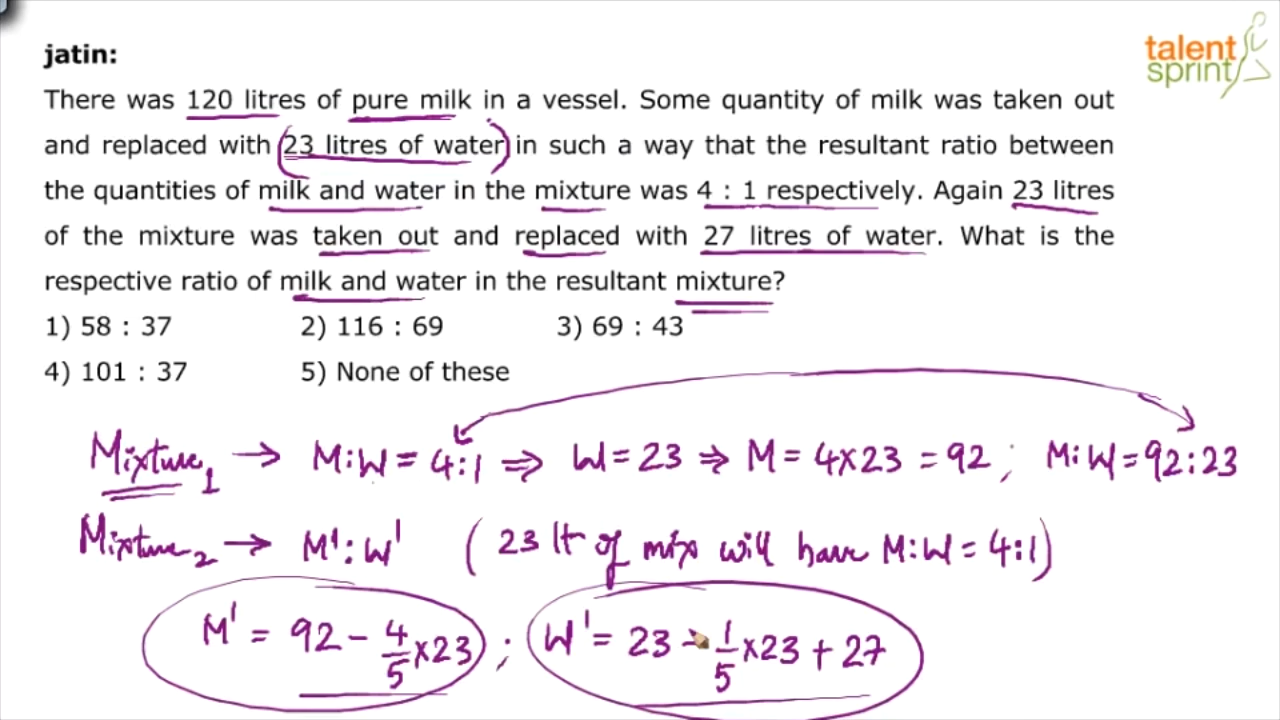 talent
sprint
jatin:
There was 120 litres of pure milk in a vessel. Some quantity of milk was taken out
and replaced with (23 litres of water) in such a way that the resultant ratio between
the quantities of milk and water in the mixture was 4 : 1 respectively. Again 23 litres
of the mixture was taken out and replaced with 27 litres of water. What is the
respective ratio of milk and water in the resultant mixture?
1) 58 : 37 2) 116 : 69 3) 69 : 43
4) 101 : 37 5) None of these
Mixture₁ → M:W = 4:1 ⇒ W = 23 ⇒ M = 4×23 = 92 ; M:W = 92:23
Mixture₂ → M' : W' ( 23 lt of mix will have M:W = 4:1)
M' = 92 − 4/5 ×23 ; W' = 23 − 1/5 ×23 + 27